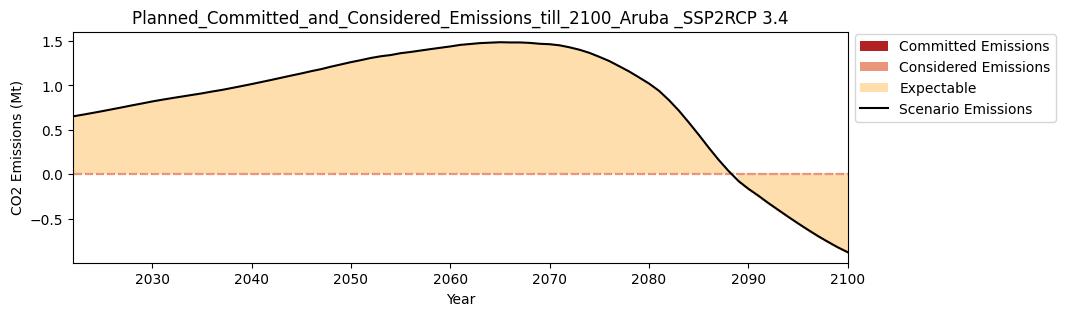 Planned_Committed_and_Considered_Emissions_till_2100_Aruba _SSP2RCP 3.4
Committed Emissions
Considered Emissions
Expectable
Scenario Emissions
CO2 Emissions (Mt)
1.5
1.0
0.5
0.0
−0.5
2030 2040 2050 2060 2070 2080 2090 2100
Year